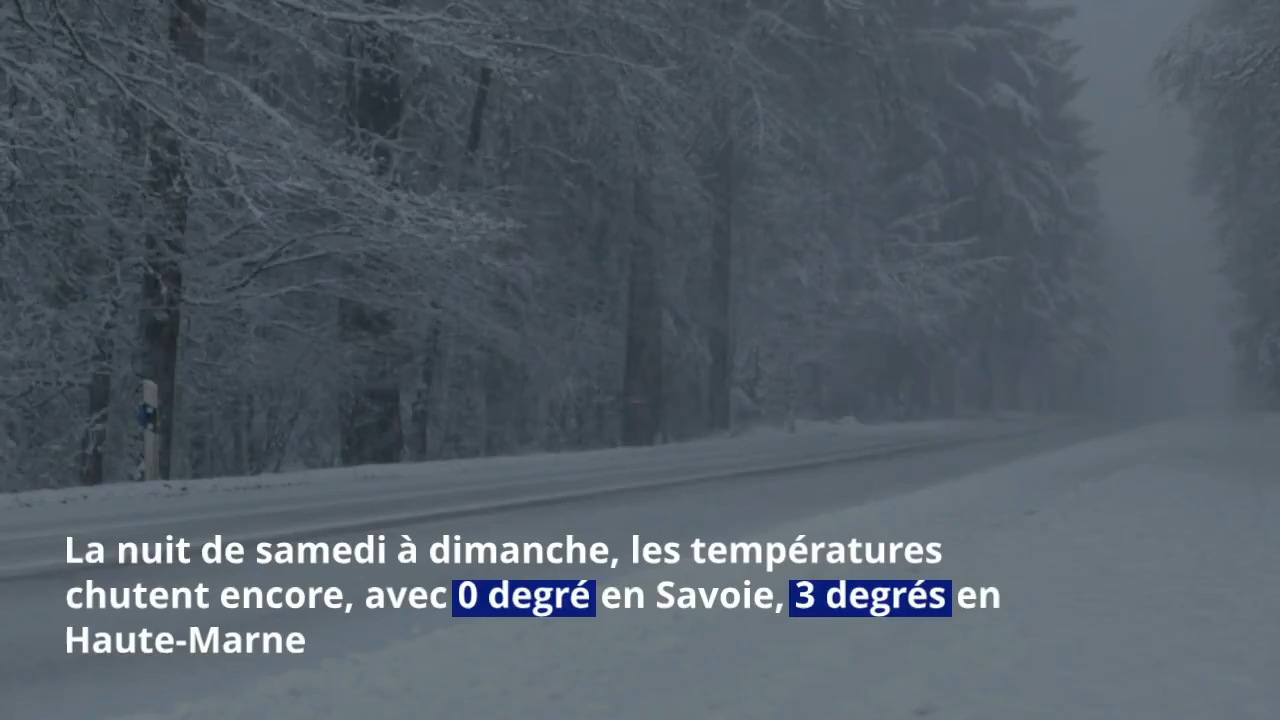 La nuit de samedi à dimanche, les températures
chutent encore, avec 0 degré en Savoie, 3 degrés en
Haute-Marne